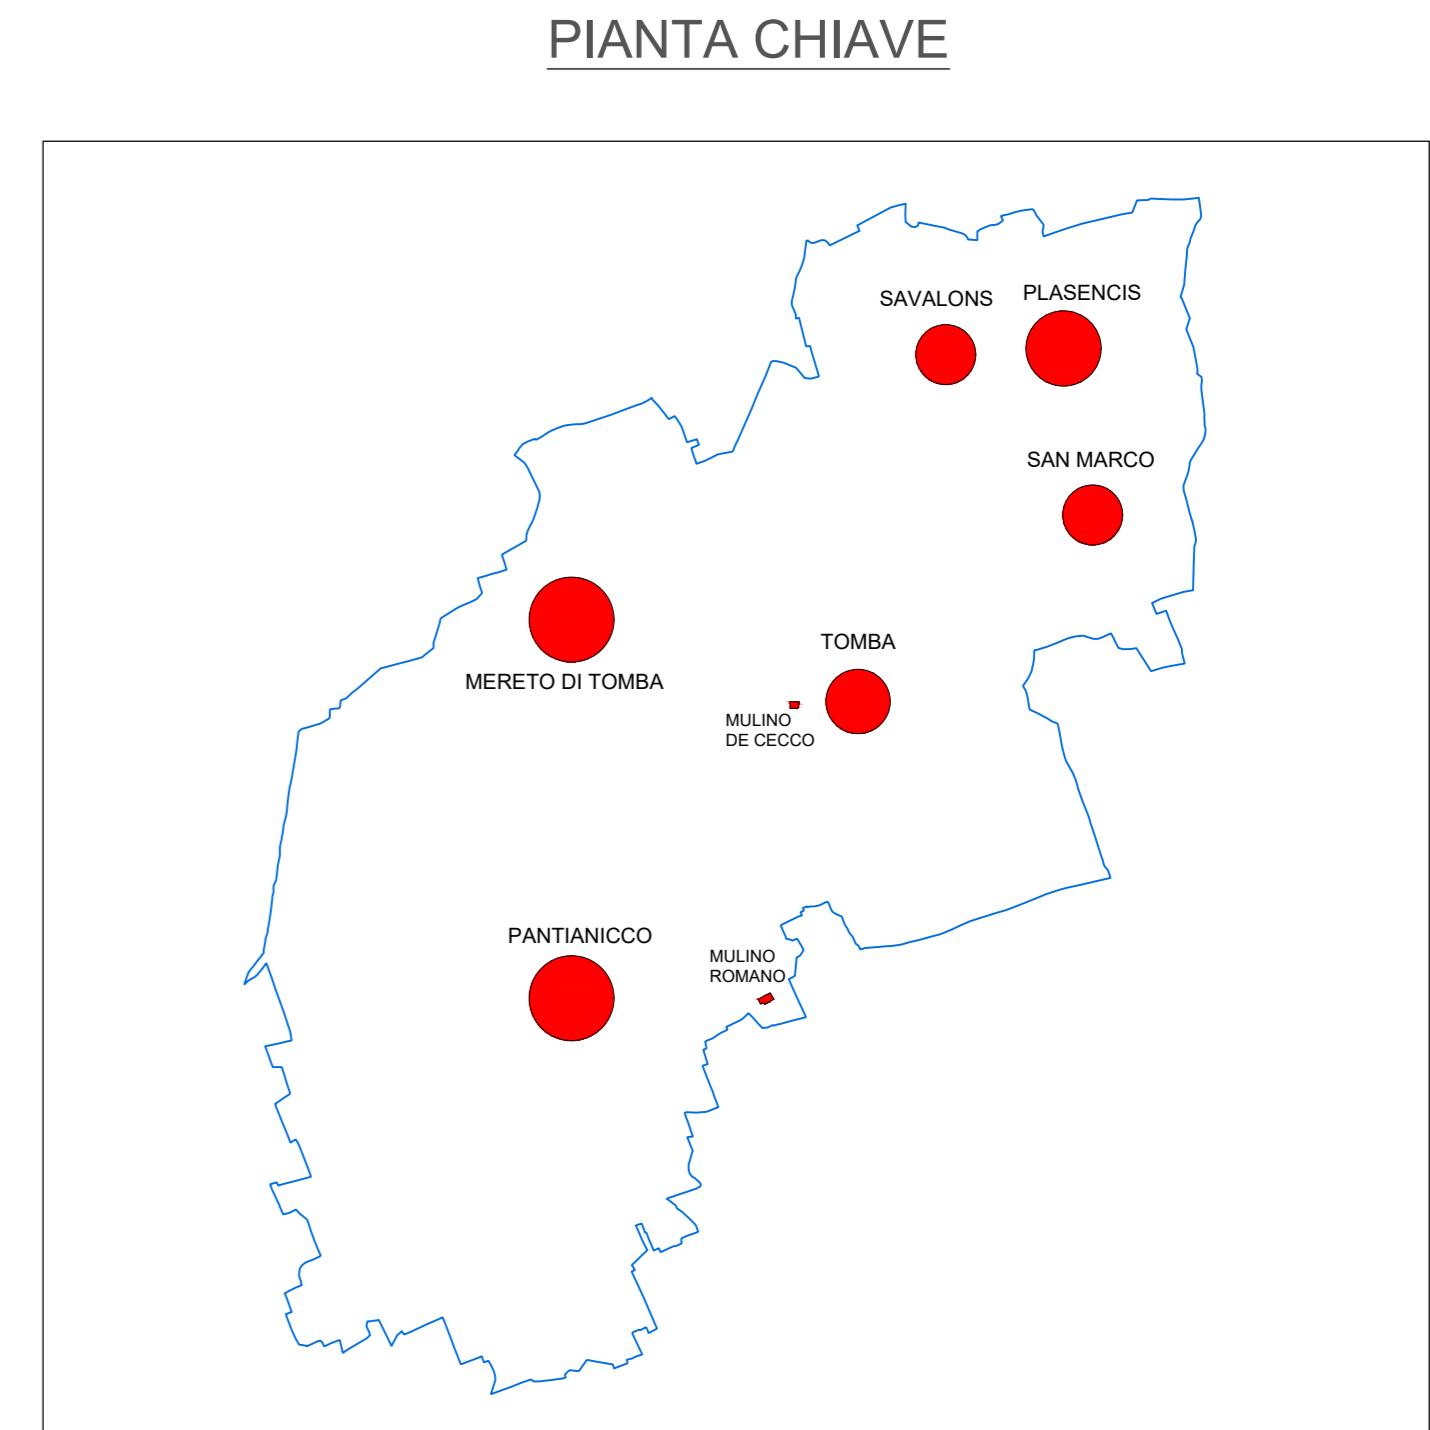 PIANTA CHIAVE
SAVALONS
PLASENCIS
SAN MARCO
MERETO DI TOMBA
TOMBA
MULINO
DE CECCO
PANTIANICCO
MULINO
ROMANO